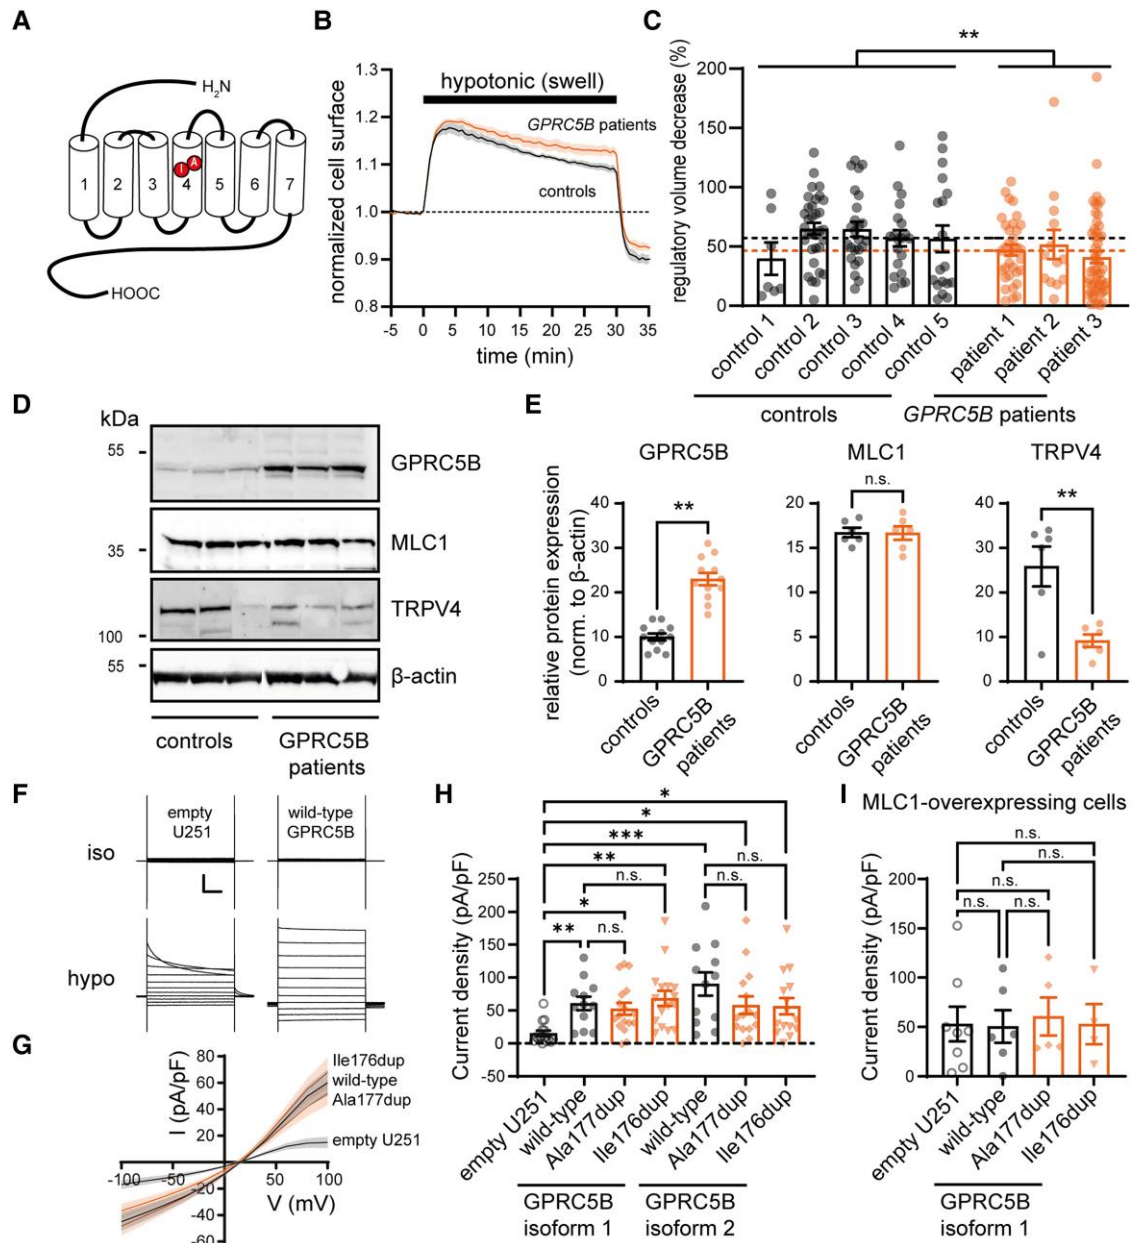 A
H2N
1 2 3 4 5 6 7
I A
HOOC
B
hypotonic (swell)
GPRC5B patients
controls
normalized cell surface
1.3
1.2
1.1
1.0
0.9
0.8
-5 0 5 10 15 20 25 30 35
time (min)
C
**
regulatory volume decrease (%)
200
150
100
50
0
control 1
control 2
control 3
control 4
control 5
patient 1
patient 2
patient 3
controls
GPRC5B patients
D
kDa
55
GPRC5B
35
MLC1
100
TRPV4
55
β-actin
controls
GPRC5B
patients
E
relative protein expression
(norm. to β-actin)
GPRC5B
**
40
30
20
10
0
controls
GPRC5B
patients
MLC1
n.s.
20
15
10
5
0
controls
GPRC5B
patients
TRPV4
**
40
30
20
10
0
controls
GPRC5B
patients
F
empty
U251
wild-type
GPRC5B
iso
hypo
G
I (pA/pF)
80
60
40
20
-20
-40
-60
-100 -50 50 100
V (mV)
Ile176dup
wild-type
Ala177dup
empty U251
H
*
*
***
** n.s.
n.s. n.s.
*
** n.s.
Current density (pA/pF)
250
200
150
100
50
0
-50
empty U251
wild-type
Ala177dup
Ile176dup
wild-type
Ala177dup
Ile176dup
GPRC5B
isoform 1
GPRC5B
isoform 2
I
MLC1-overexpressing cells
n.s.
n.s.
n.s.
n.s. n.s.
Current density (pA/pF)
200
150
100
50
0
empty U251
wild-type
Ala177dup
Ile176dup
GPRC5B
isoform 1